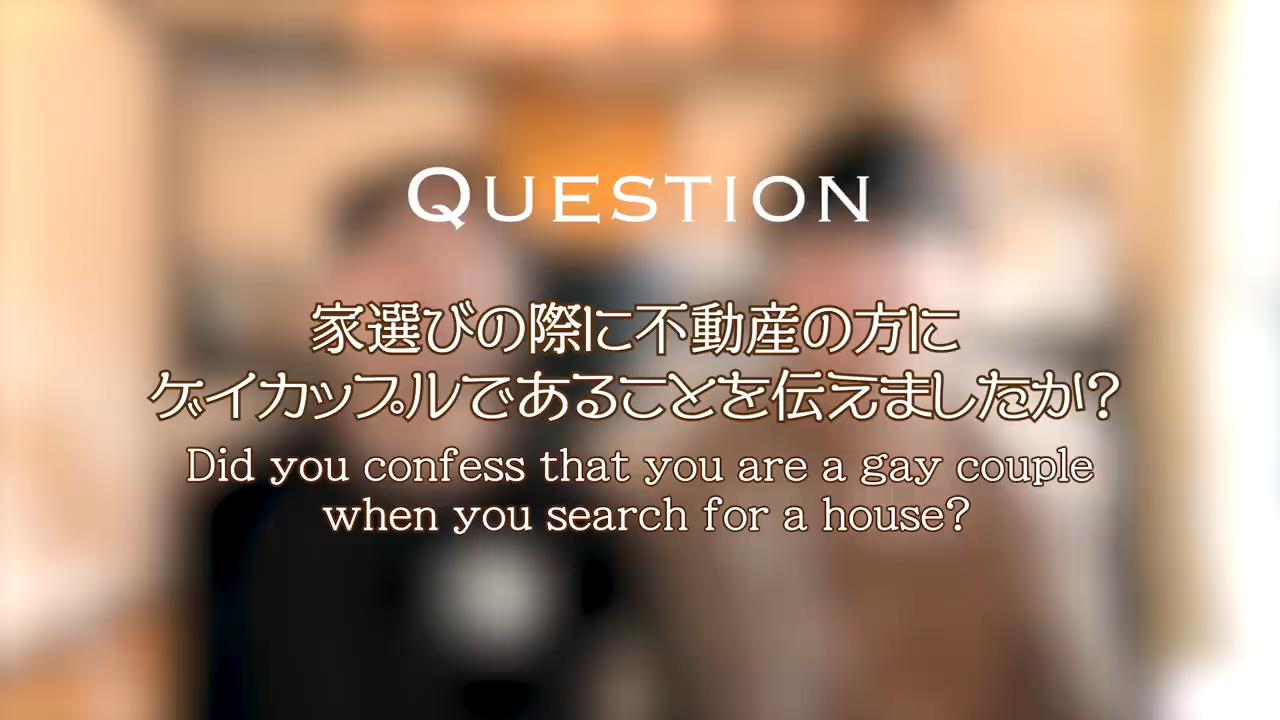 QUESTION
家選びの際に不動産の方に
ゲイカップルであることを伝えましたか?
Did you confess that you are a gay couple
when you search for a house?